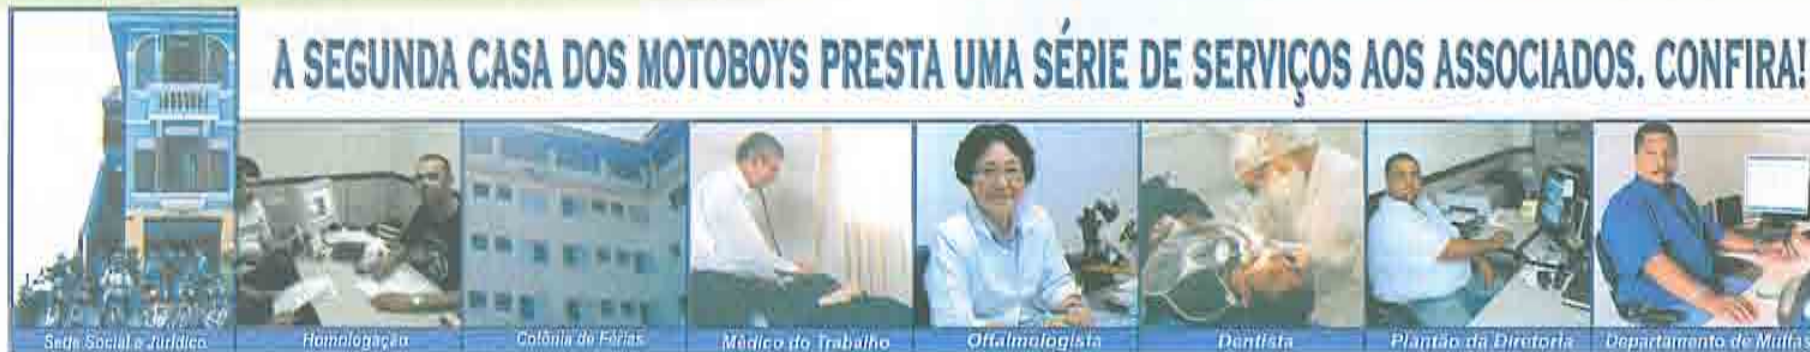 A SEGUNDA CASA DOS MOTOBOYS PRESTA UMA SÉRIE DE SERVIÇOS AOS ASSOCIADOS. CONFIRA!
Sede Social e Jurídico
Homologação
Colônia de Férias
Médico do Trabalho
Oftalmologista
Dentista
Plantão da Diretoria
Departamento de Multas